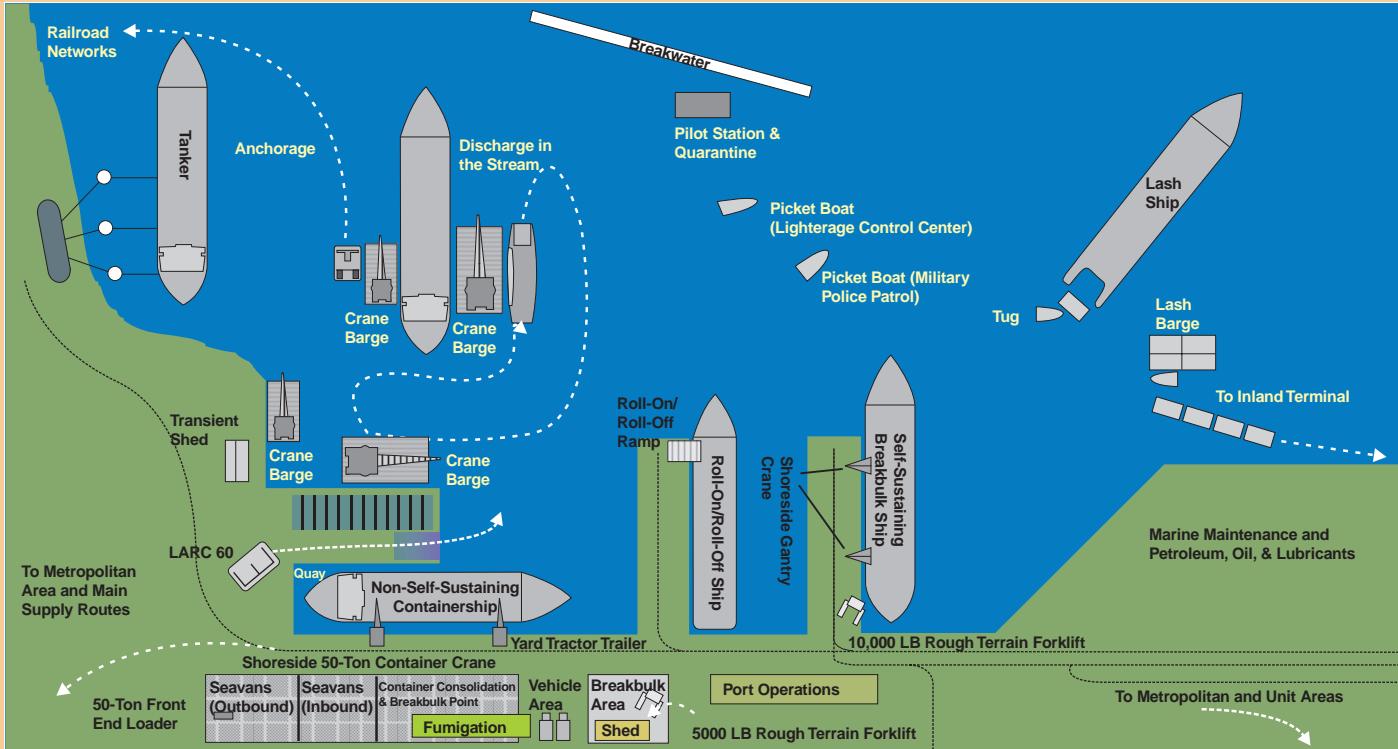 Railroad
Networks
Breakwater
Tanker
Anchorage
Discharge in
the Stream
Pilot Station &
Quarantine
Lash
Ship
Picket Boat
(Lighterage Control Center)
Picket Boat (Military
Police Patrol)
Tug
Lash
Barge
Crane
Barge
Crane
Barge
To Inland Terminal
Transient
Shed
Crane
Barge
Crane
Barge
Roll-On/
Roll-Off
Ramp
Roll-On/Roll-Off Ship
Shoreside Gantry
Crane
Self-Sustaining
Breakbulk Ship
Marine Maintenance and
Petroleum, Oil, & Lubricants
LARC 60
Quay
Non-Self-Sustaining
Containership
To Metropolitan
Area and Main
Supply Routes
Yard Tractor Trailer
10,000 LB Rough Terrain Forklift
Shoreside 50-Ton Container Crane
50-Ton Front
End Loader
Seavans
(Outbound)
Seavans
(Inbound)
Container Consolidation
& Breakbulk Point
Fumigation
Vehicle
Area
Breakbulk
Area
Shed
Port Operations
5000 LB Rough Terrain Forklift
To Metropolitan and Unit Areas